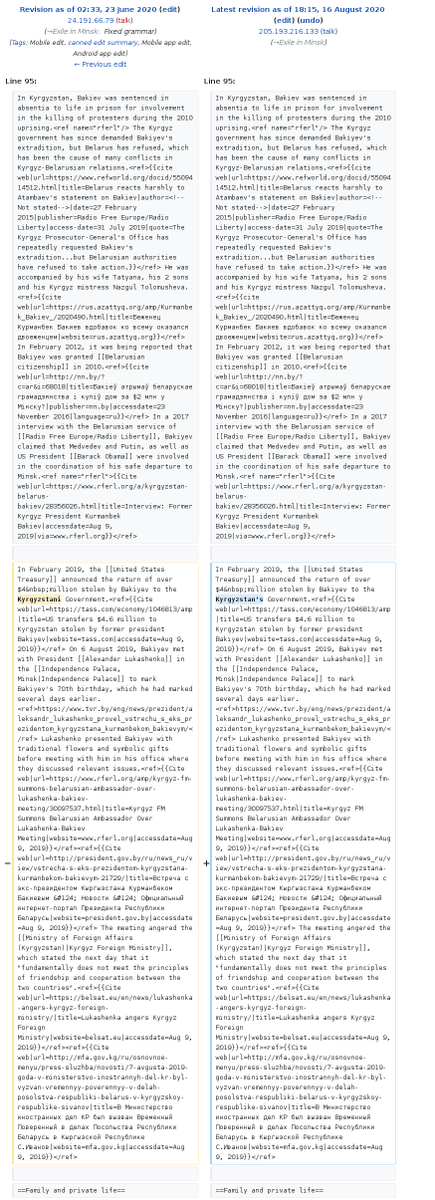 Revision as of 02:33, 23 June 2020 (edit)
24.191.66.79 (talk)
(→Exile in Minsk: Fixed grammar)
(Tags: Mobile edit, canned edit summary, Mobile app edit,
Android app edit)
← Previous edit
Line 95:
In Kyrgyzstan, Bakiev was sentenced in
absentia to life in prison for involvement
in the killing of protesters during the 2010
uprising.<ref name="rferl"/> The Kyrgyz
government has since demanded Bakiyev's
extradition, but Belarus has refused, which
has been the cause of many conflicts in
Kyrgyz-Belarusian relations.<ref>{{cite
web|url=https://www.refworld.org/docid/55094
14512.html|title=Belarus reacts harshly to
Atambaev's statement on Bakiev|author=<!--
Not stated-->|date=27 February
2015|publisher=Radio Free Europe/Radio
Liberty|access-date=31 July 2019|quote=The
Kyrgyz Prosecutor-General's Office has
repeatedly requested Bakiev's
extradition...but Belarusian authorities
have refused to take action.}}</ref> He was
accompanied by his wife Tatyana, his 2 sons
and his Kyrgyz mistress Nazgul Tolomusheva.
<ref>{{cite
web|url=https://rus.azattyq.org/amp/Kurmanbe
k_Bakiev_/2020490.html|title=Беженец
Курманбек Бакиев вдобавок ко всему оказался
двоеженцем|website=rus.azattyq.org}}</ref>
In February 2012, it was being reported that
Bakiyev was granted [[Belarusian
citizenship]] in 2010.<ref>{{cite
web|url=http://nn.by/?
c=ar&i=68018|title=Бакіеў атрымаў беларускае
грамадзянства і купіў дом за $2 млн у
Мінску?|publisher=nn.by|accessdate=23
November 2016|language=ru}}</ref> In a 2017
interview with the Belarusian service of
[[Radio Free Europe/Radio Liberty]], Bakiyev
claimed that Medvedev and Putin, as well as
US President [[Barack Obama]] were involved
in the coordination of his safe departure to
Minsk.<ref name="rferl">{{Cite
web|url=https://www.rferl.org/a/kyrgyzstan-
belarus-
bakiev/28356026.html|title=Interview: Former
Kyrgyz President Kurmanbek
Bakiev|accessdate=Aug 9,
2019|via=www.rferl.org}}</ref>
In February 2019, the [[United States
Treasury]] announced the return of over
$4&nbsp;million stolen by Bakiyev to the
Kyrgyzstani Government.<ref>{{Cite
web|url=https://tass.com/economy/1046813/amp
|title=US transfers $4.6 million to
Kyrgyzstan stolen by former president
Bakiyev|website=tass.com|accessdate=Aug 9,
2019}}</ref> On 6 August 2019, Bakiyev met
with President [[Alexander Lukashenko]] in
the [[Independence Palace,
Minsk|Independence Palace]] to mark
Bakiyev's 70th birthday, which he had marked
several days earlier.
<ref>https://www.tvr.by/eng/news/prezident/a
leksandr_lukashenko_provel_vstrechu_s_eks_pr
ezidentom_kyrgyzstana_kurmanbekom_bakievym/<
/ref> Lukashenko presented Bakiyev with
traditional flowers and symbolic gifts
before meeting with him in his office where
they discussed relevant issues.<ref>{{Cite
web|url=https://www.rferl.org/amp/kyrgyz-fm-
summons-belarusian-ambassador-over-
lukashenka-bakiev-
meeting/30097537.html|title=Kyrgyz FM
Summons Belarusian Ambassador Over
Lukashenka-Bakiev
Meeting|website=www.rferl.org|accessdate=Aug
9, 2019}}</ref><ref>{{Cite
web|url=http://president.gov.by/ru/news_ru/v
iew/vstrecha-s-eks-prezidentom-kyrgyzstana-
kurmanbekom-bakievym-21729/|title=Встреча с
экс-президентом Кыргызстана Курманбеком
Бакиевым &#124; Новости &#124; Официальный
интернет-портал Президента Республики
Беларусь|website=president.gov.by|accessdate
=Aug 9, 2019}}</ref> The meeting angered the
[[Ministry of Foreign Affairs
(Kyrgyzstan)|Kyrgyz Foreign Ministry]],
which stated the next day that it
"fundamentally does not meet the principles
of friendship and cooperation between the
two countries".<ref>{{Cite
web|url=https://belsat.eu/en/news/lukashenka
-angers-kyrgyz-foreign-
ministry/|title=Lukashenka angers Kyrgyz
Foreign
Ministry|website=belsat.eu|accessdate=Aug 9,
2019}}</ref><ref>{{Cite
web|url=http://mfa.gov.kg/ru/osnovnoe-
menyu/press-sluzhba/novosti/7-avgusta-2019-
goda-v-ministerstvo-inostrannyh-del-kr-byl-
vyzvan-vremennyy-poverennyy-v-delah-
posolstva-respubliki-belarus-v-kyrgyzskoy-
respublike-sivanov|title=В Министерство
иностранных дел КР был вызван Временный
Поверенный в делах Посольства Республики
Беларусь в Кыргызской Республике
С.Иванов|website=mfa.gov.kg|accessdate=Aug
9, 2019}}</ref>
==Family and private life==
Latest revision as of 18:15, 16 August 2020
(edit) (undo)
205.193.216.133 (talk)
(→Exile in Minsk)
Line 95:
In Kyrgyzstan, Bakiev was sentenced in
absentia to life in prison for involvement
in the killing of protesters during the 2010
uprising.<ref name="rferl"/> The Kyrgyz
government has since demanded Bakiyev's
extradition, but Belarus has refused, which
has been the cause of many conflicts in
Kyrgyz-Belarusian relations.<ref>{{cite
web|url=https://www.refworld.org/docid/55094
14512.html|title=Belarus reacts harshly to
Atambaev's statement on Bakiev|author=<!--
Not stated-->|date=27 February
2015|publisher=Radio Free Europe/Radio
Liberty|access-date=31 July 2019|quote=The
Kyrgyz Prosecutor-General's Office has
repeatedly requested Bakiev's
extradition...but Belarusian authorities
have refused to take action.}}</ref> He was
accompanied by his wife Tatyana, his 2 sons
and his Kyrgyz mistress Nazgul Tolomusheva.
<ref>{{cite
web|url=https://rus.azattyq.org/amp/Kurmanbe
k_Bakiev_/2020490.html|title=Беженец
Курманбек Бакиев вдобавок ко всему оказался
двоеженцем|website=rus.azattyq.org}}</ref>
In February 2012, it was being reported that
Bakiyev was granted [[Belarusian
citizenship]] in 2010.<ref>{{cite
web|url=http://nn.by/?
c=ar&i=68018|title=Бакіеў атрымаў беларускае
грамадзянства і купіў дом за $2 млн у
Мінску?|publisher=nn.by|accessdate=23
November 2016|language=ru}}</ref> In a 2017
interview with the Belarusian service of
[[Radio Free Europe/Radio Liberty]], Bakiyev
claimed that Medvedev and Putin, as well as
US President [[Barack Obama]] were involved
in the coordination of his safe departure to
Minsk.<ref name="rferl">{{Cite
web|url=https://www.rferl.org/a/kyrgyzstan-
belarus-
bakiev/28356026.html|title=Interview: Former
Kyrgyz President Kurmanbek
Bakiev|accessdate=Aug 9,
2019|via=www.rferl.org}}</ref>
In February 2019, the [[United States
Treasury]] announced the return of over
$4&nbsp;million stolen by Bakiyev to the
Kyrgyzstan's Government.<ref>{{Cite
web|url=https://tass.com/economy/1046813/amp
|title=US transfers $4.6 million to
Kyrgyzstan stolen by former president
Bakiyev|website=tass.com|accessdate=Aug 9,
2019}}</ref> On 6 August 2019, Bakiyev met
with President [[Alexander Lukashenko]] in
the [[Independence Palace,
Minsk|Independence Palace]] to mark
Bakiyev's 70th birthday, which he had marked
several days earlier.
<ref>https://www.tvr.by/eng/news/prezident/a
leksandr_lukashenko_provel_vstrechu_s_eks_pr
ezidentom_kyrgyzstana_kurmanbekom_bakievym/<
/ref> Lukashenko presented Bakiyev with
traditional flowers and symbolic gifts
before meeting with him in his office where
they discussed relevant issues.<ref>{{Cite
web|url=https://www.rferl.org/amp/kyrgyz-fm-
summons-belarusian-ambassador-over-
lukashenka-bakiev-
meeting/30097537.html|title=Kyrgyz FM
Summons Belarusian Ambassador Over
Lukashenka-Bakiev
Meeting|website=www.rferl.org|accessdate=Aug
9, 2019}}</ref><ref>{{Cite
web|url=http://president.gov.by/ru/news_ru/v
iew/vstrecha-s-eks-prezidentom-kyrgyzstana-
kurmanbekom-bakievym-21729/|title=Встреча с
экс-президентом Кыргызстана Курманбеком
Бакиевым &#124; Новости &#124; Официальный
интернет-портал Президента Республики
Беларусь|website=president.gov.by|accessdate
=Aug 9, 2019}}</ref> The meeting angered the
[[Ministry of Foreign Affairs
(Kyrgyzstan)|Kyrgyz Foreign Ministry]],
which stated the next day that it
"fundamentally does not meet the principles
of friendship and cooperation between the
two countries".<ref>{{Cite
web|url=https://belsat.eu/en/news/lukashenka
-angers-kyrgyz-foreign-
ministry/|title=Lukashenka angers Kyrgyz
Foreign
Ministry|website=belsat.eu|accessdate=Aug 9,
2019}}</ref><ref>{{Cite
web|url=http://mfa.gov.kg/ru/osnovnoe-
menyu/press-sluzhba/novosti/7-avgusta-2019-
goda-v-ministerstvo-inostrannyh-del-kr-byl-
vyzvan-vremennyy-poverennyy-v-delah-
posolstva-respubliki-belarus-v-kyrgyzskoy-
respublike-sivanov|title=В Министерство
иностранных дел КР был вызван Временный
Поверенный в делах Посольства Республики
Беларусь в Кыргызской Республике
С.Иванов|website=mfa.gov.kg|accessdate=Aug
9, 2019}}</ref>
==Family and private life==